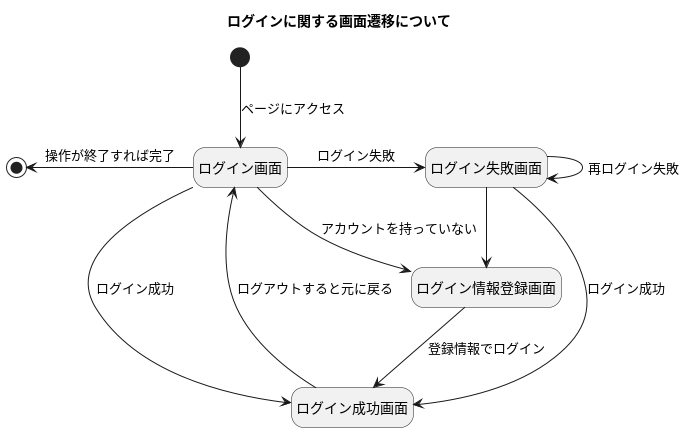 ログインに関する画面遷移について
ページにアクセス
操作が終了すれば完了
ログイン画面
ログイン失敗
ログイン失敗画面
再ログイン失敗
アカウントを持っていない
ログイン成功
ログアウトすると元に戻る
ログイン情報登録画面
ログイン成功
登録情報でログイン
ログイン成功画面